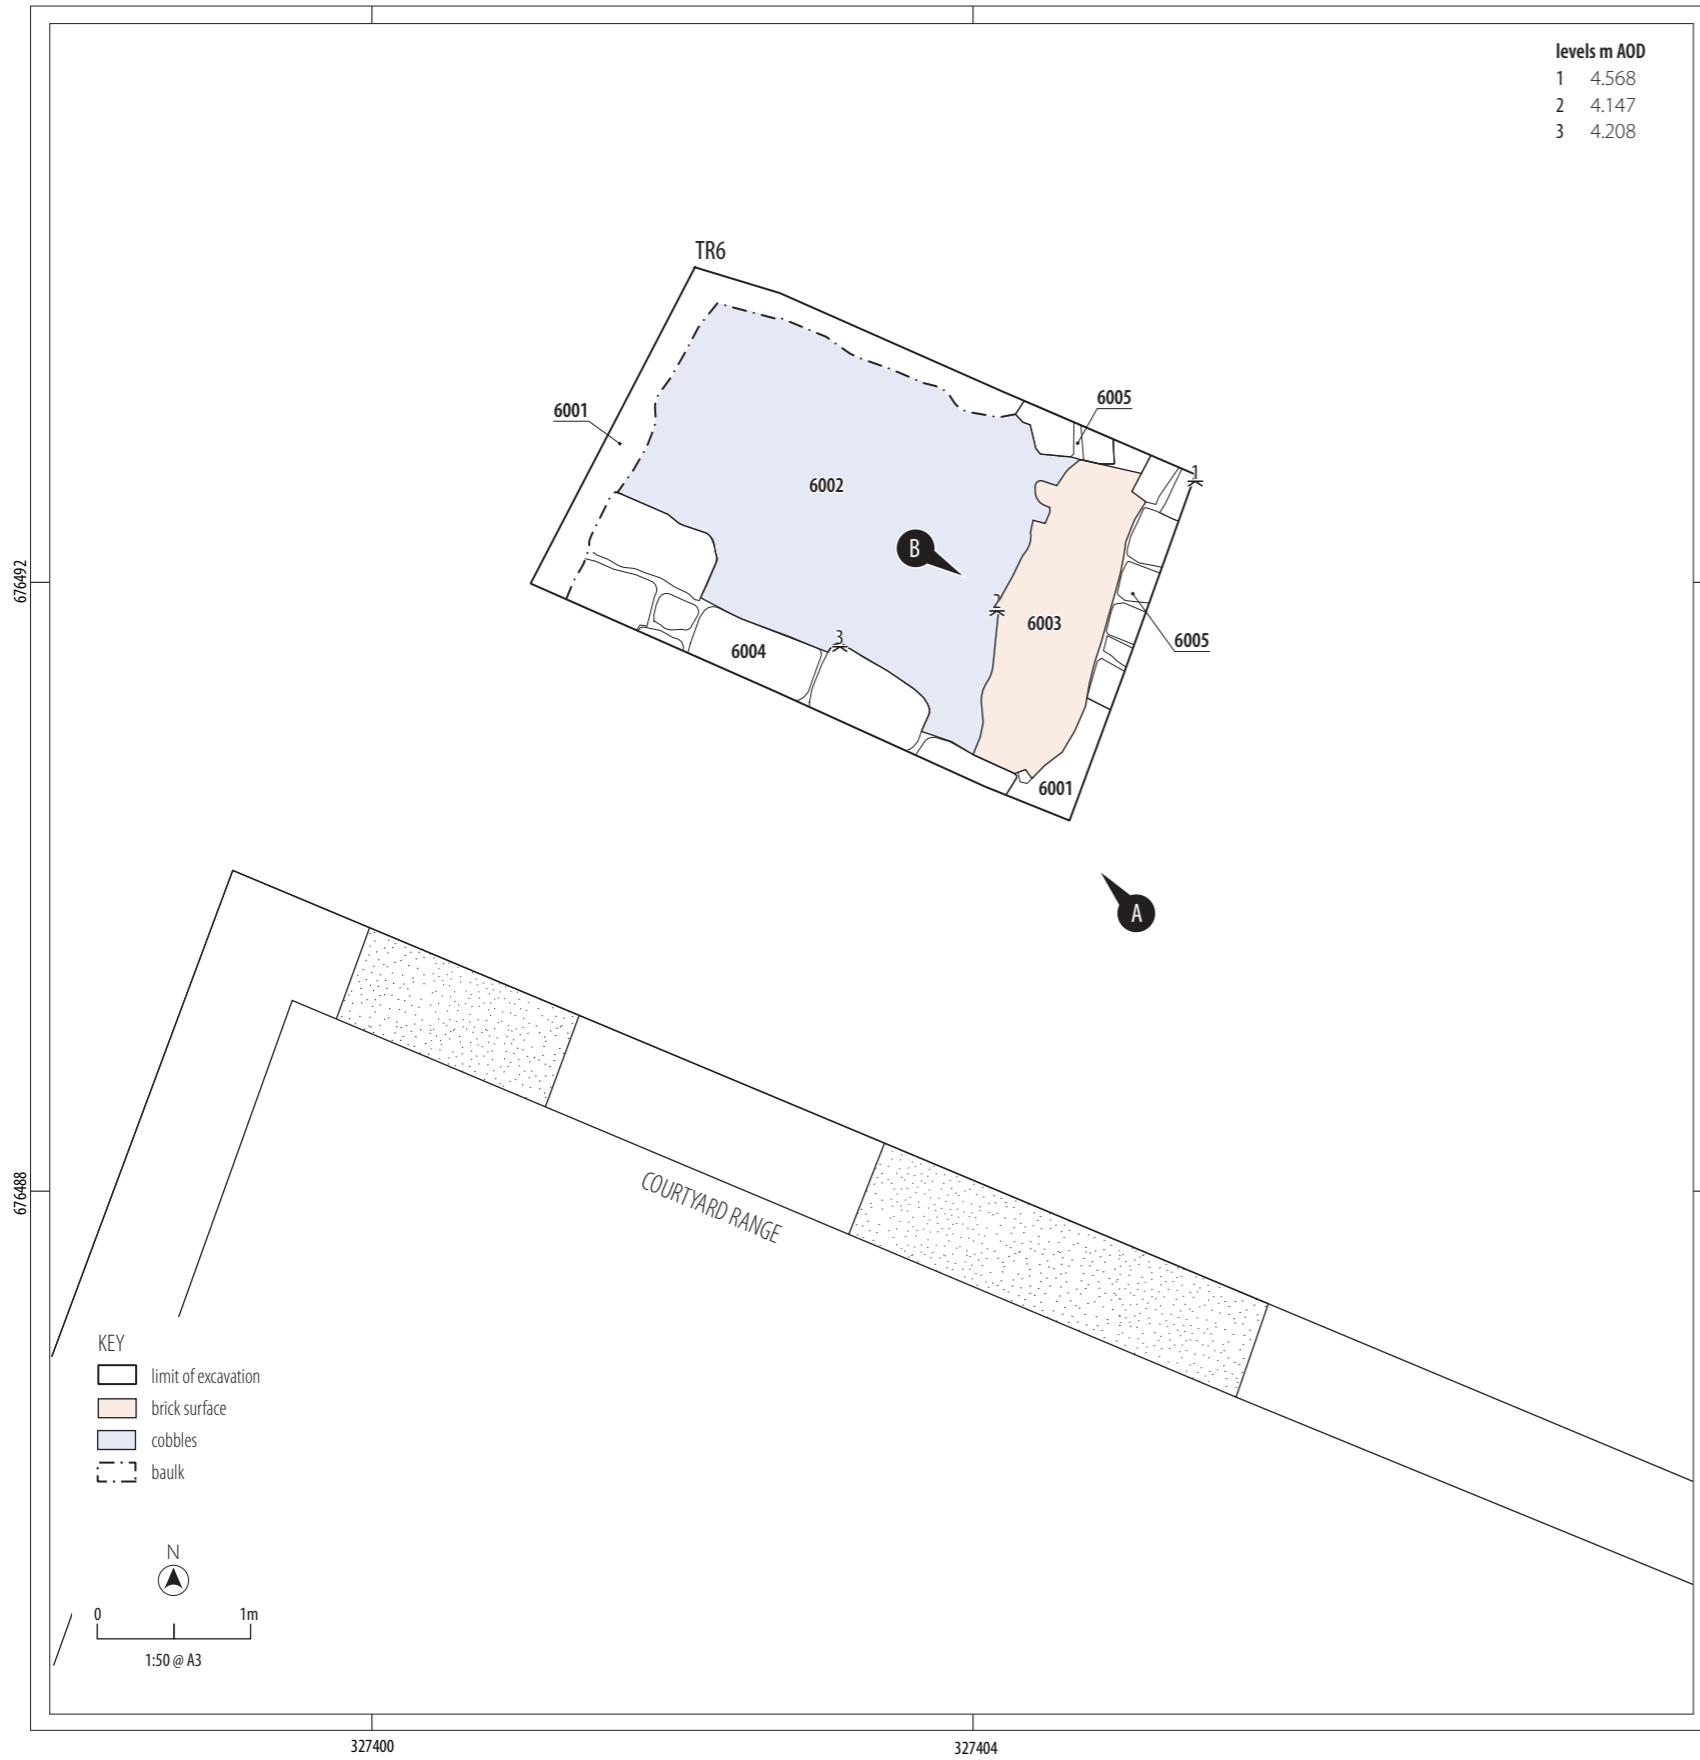 levels m AOD
1 4.568
2 4.147
3 4.208
TR6
6005
6001
1
6002
B
676492
2
6003
3
6004
6005
6001
A
676488
COURTYARD RANGE
KEY
limit of excavation
brick surface
cobbles
baulk
N
0 1m
1:50 @ A3
327400 327404